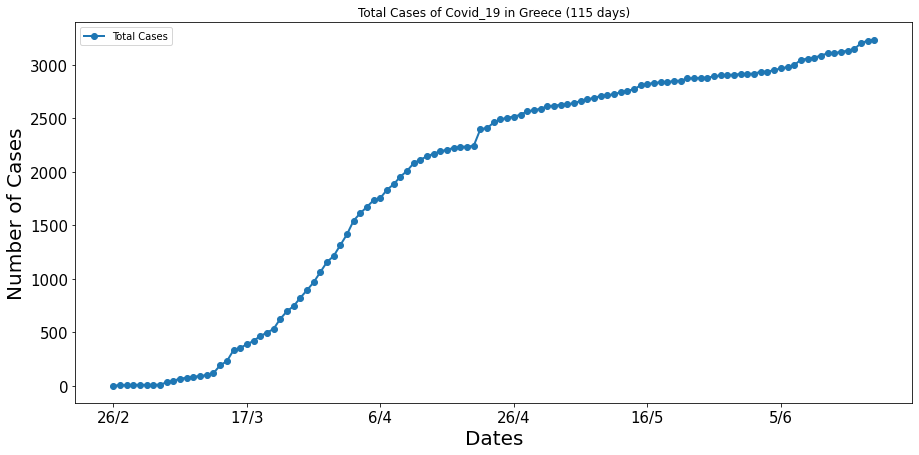 Total Cases of Covid_19 in Greece (115 days)
Total Cases
Number of Cases
3000
2500
2000
1500
1000
500
0
26/2 17/3 6/4 26/4 16/5 5/6
Dates